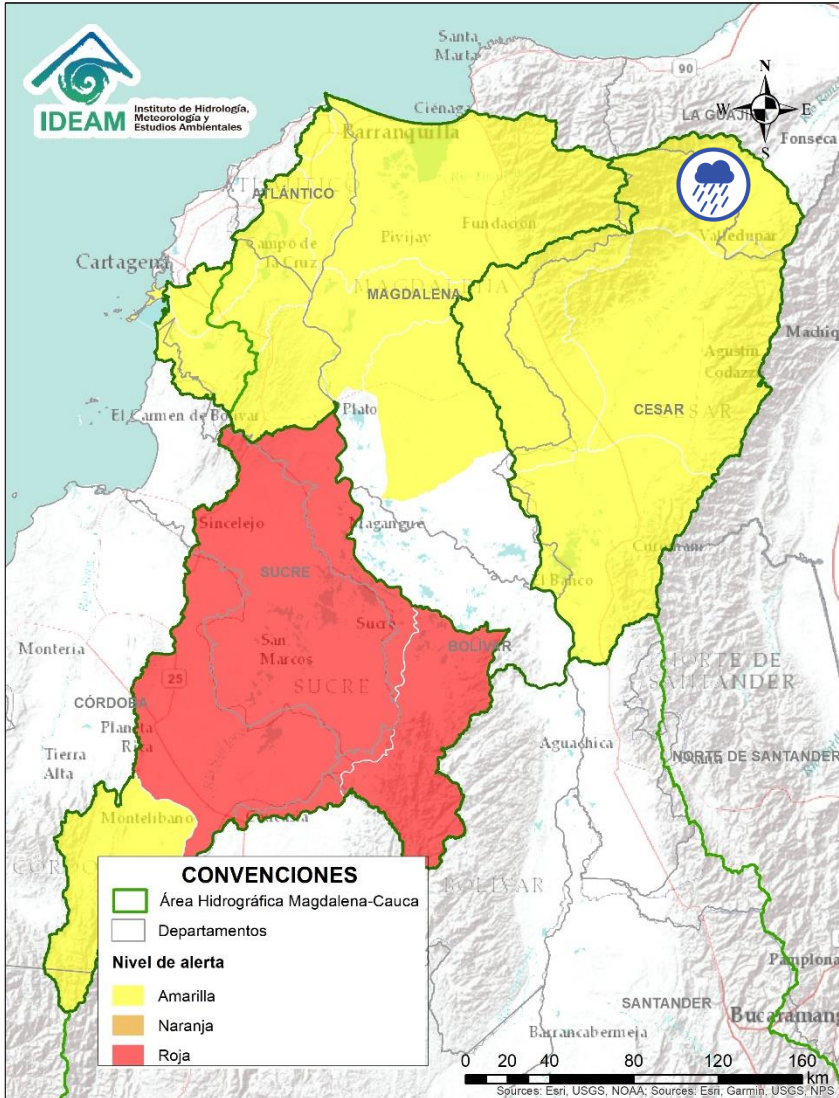 IDEAM
Instituto de Hidrología,
Meteorología y
Estudios Ambientales
Santa
Marta
90
N
W
E
S
LA GUAJI
Ciénaga
Barranquilla
Fonseca
ATLÁNTICO
Fundación
Pivijay
Valledupar
Campo de
la Cruz
Cartagena
MAGDALENA
Agustín
Codazzi
El Carmen de Bolívar
Plato
CESAR
Sincelejo
Magangué
SUCRE
El Banco
Sucre
San
Marcos
BOLÍVAR
SUCRE
Montería
25
CÓRDOBA
Planeta
Rica
Tierra
Alta
NORTE DE
SANTANDER
Aguachica
NORTE DE SANTANDER
Montelíbano
BOLÍVAR
CONVENCIONES
Área Hidrográfica Magdalena-Cauca
Departamentos
Nivel de alerta
Amarilla
Naranja
Roja
Pamplona
SANTANDER
Bucaramang
Barrancabermeja
0 20 40 80 120 160
km
Sources: Esri, USGS, NOAA; Sources: Esri, Garmin, USGS, NPS